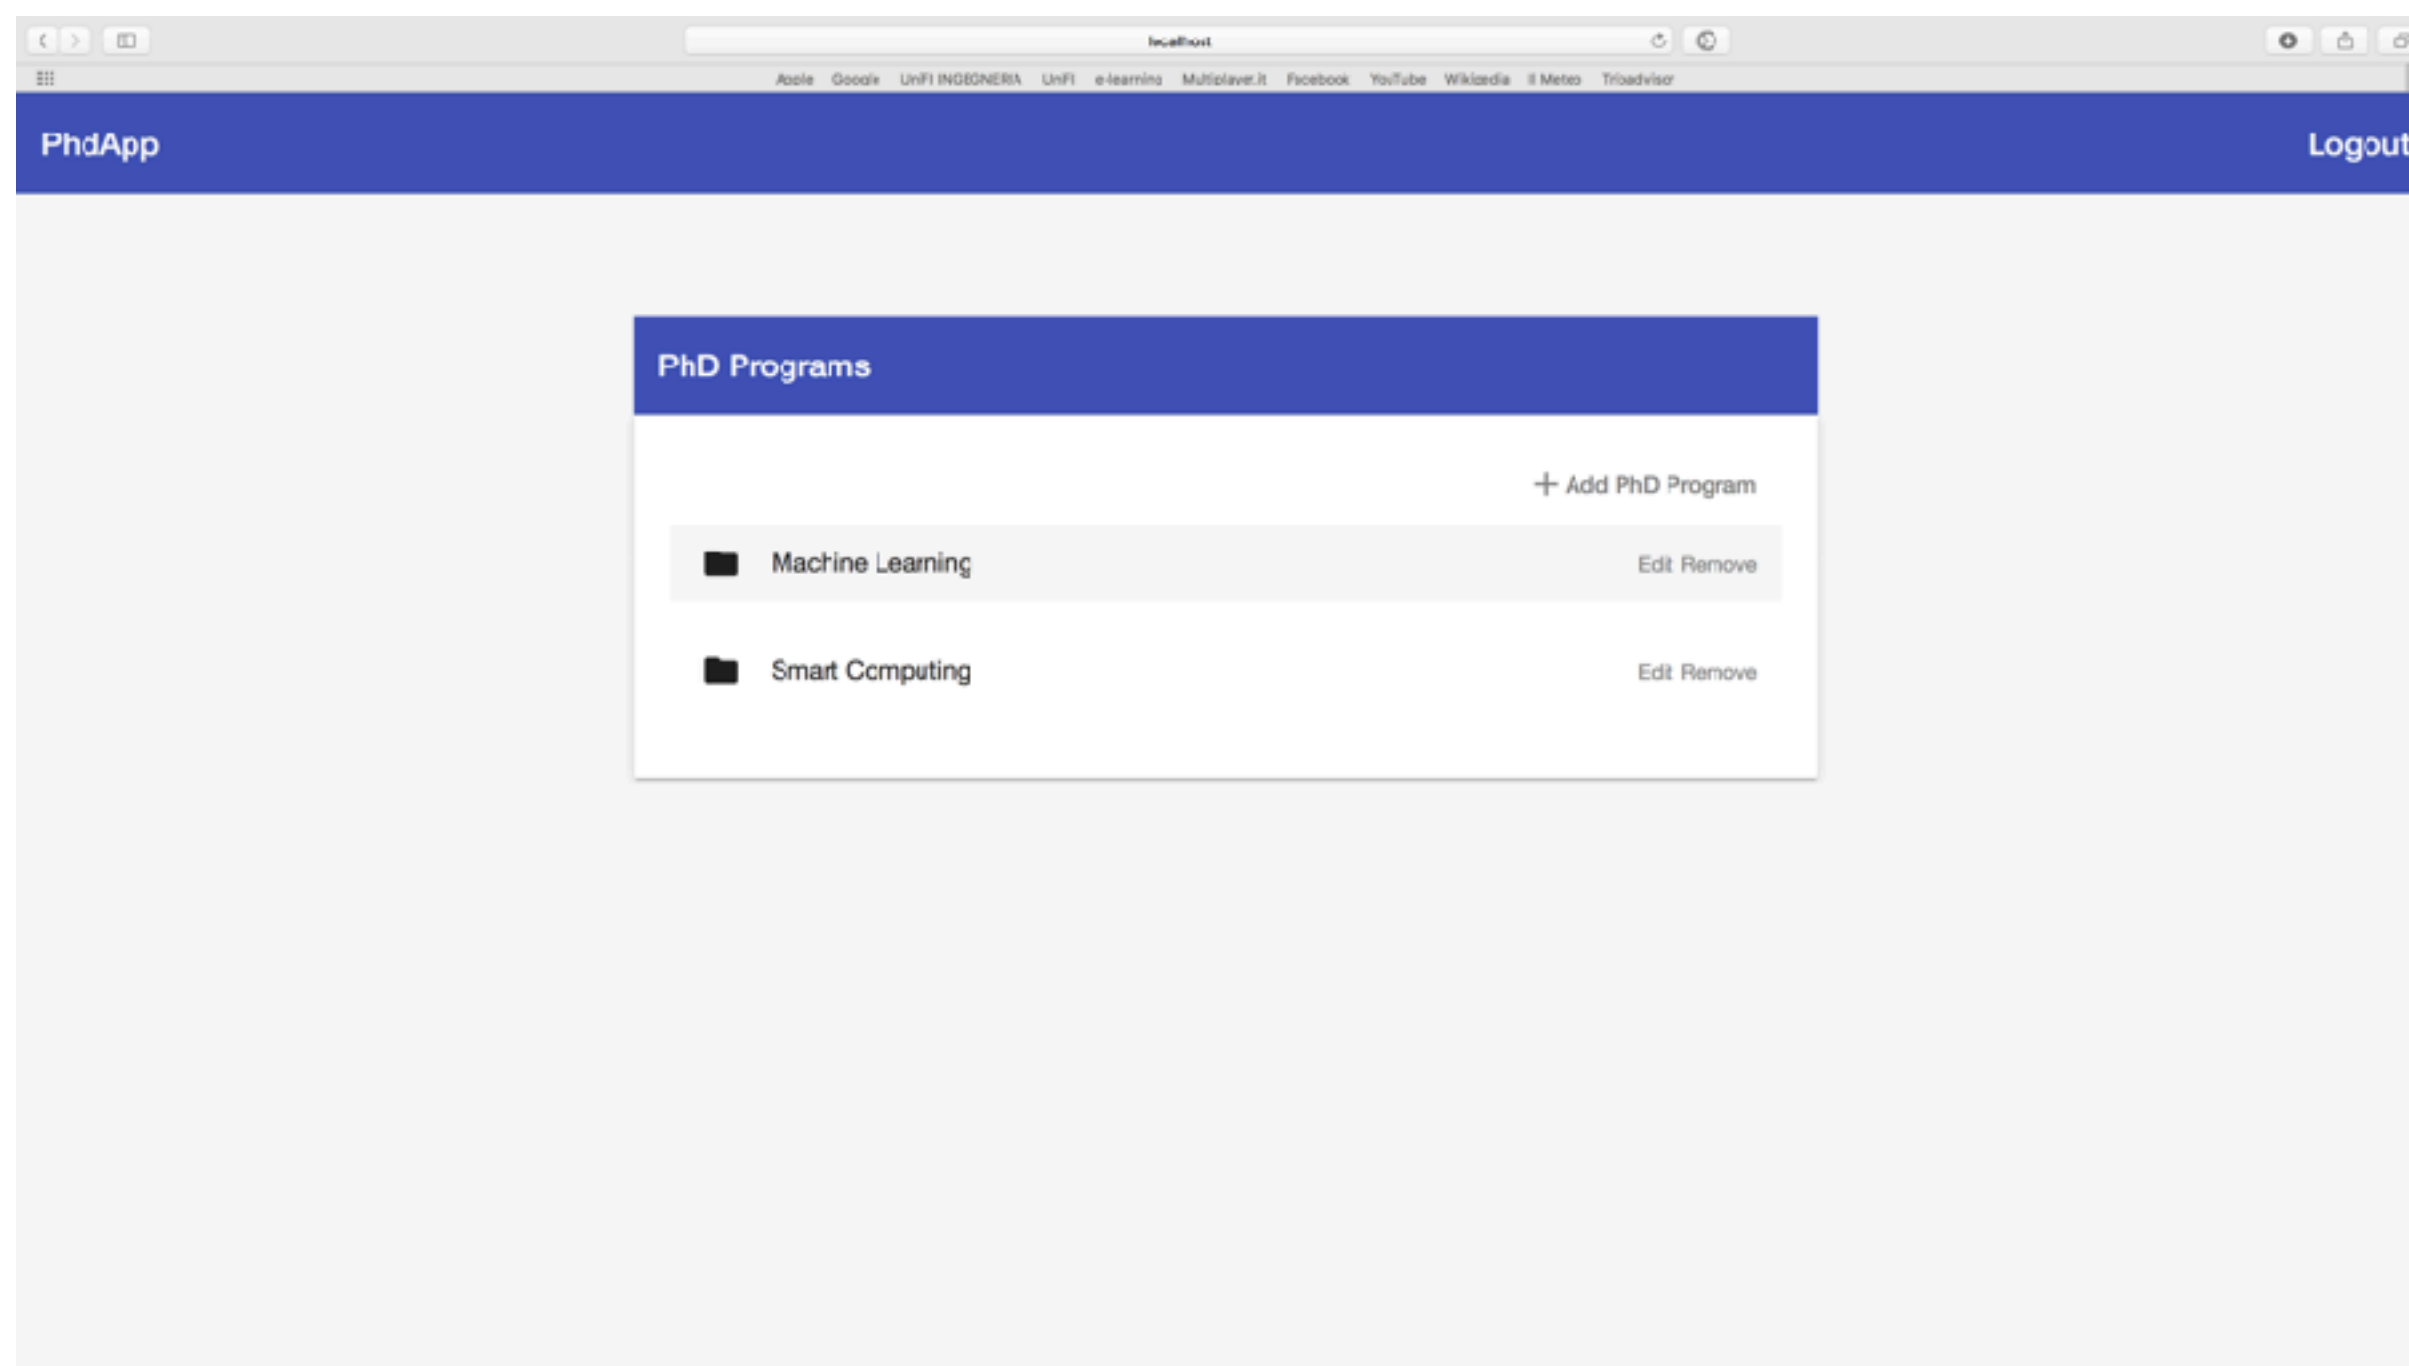 localhost
Apple Google UniFI INGEGNERIA UniFI e-learning Multiplayer.it Facebook YouTube Wikipedia Il Meteo Tripadvisor
PhdApp Logout
PhD Programs
+ Add PhD Program
Machine Learning Edit Remove
Smart Computing Edit Remove